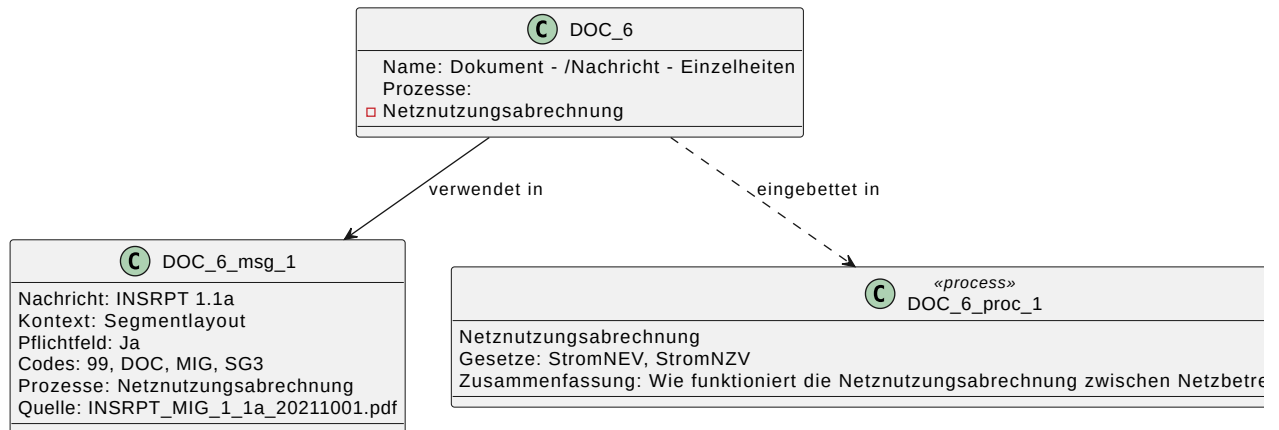 C DOC_6
Name: Dokument - /Nachricht - Einzelheiten
Prozesse:
Netznutzungsabrechnung
verwendet in
eingebettet in
C DOC_6_msg_1
Nachricht: INSRPT 1.1a
Kontext: Segmentlayout
Pflichtfeld: Ja
Codes: 99, DOC, MIG, SG3
Prozesse: Netznutzungsabrechnung
Quelle: INSRPT_MIG_1_1a_20211001.pdf
«process»
C DOC_6_proc_1
Netznutzungsabrechnung
Gesetze: StromNEV, StromNZV
Zusammenfassung: Wie funktioniert die Netznutzungsabrechnung zwischen Netzbetre